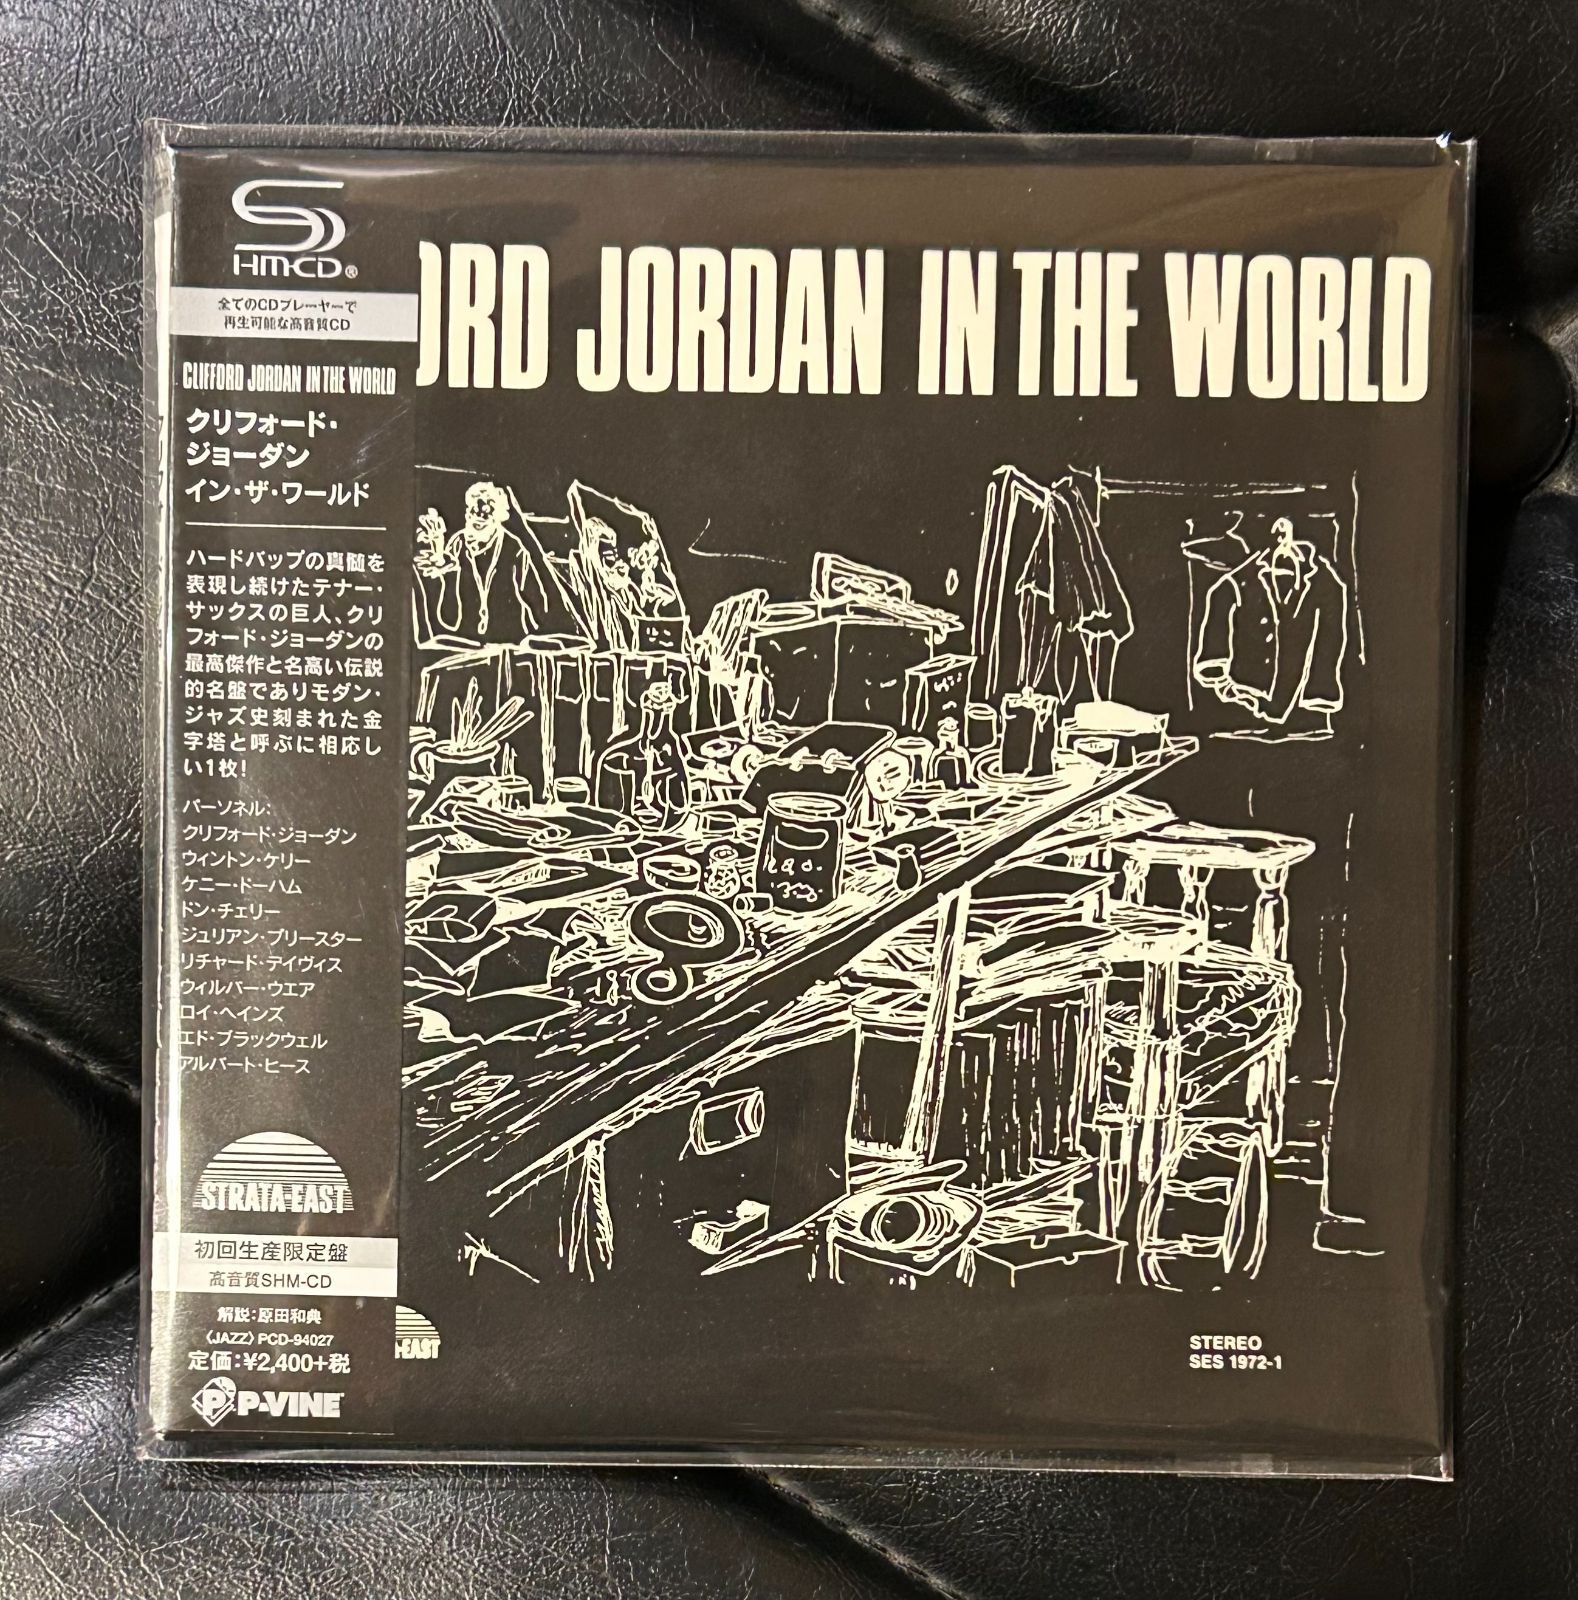 SHM-CD®
全てのCDプレーヤーで
再生可能な高音質CD
CLIFFORD JORDAN IN THE WORLD
クリフォード・
ジョーダン
イン・ザ・ワールド
ハードバップの真髄を
表現し続けたテナー・
サックスの巨人、クリ
フォード・ジョーダンの
最高傑作と名高い伝説
的名盤でありモダン・
ジャズ史刻まれた金
字塔と呼ぶに相応し
い1枚!
パーソネル:
クリフォード・ジョーダン
ウィントン・ケリー
ケニー・ドーハム
ドン・チェリー
ジュリアン・プリースター
リチャード・デイヴィス
ウィルバー・ウエア
ロイ・ヘインズ
エド・ブラックウェル
アルバート・ヒース
STRATA-EAST
初回生産限定盤
高音質SHM-CD
解説:原田和典
〈JAZZ〉PCD-94027
定価:¥2,400+税
P P-VINE
ORD JORDAN IN THE WORLD
-EAST
STEREO
SES 1972-1